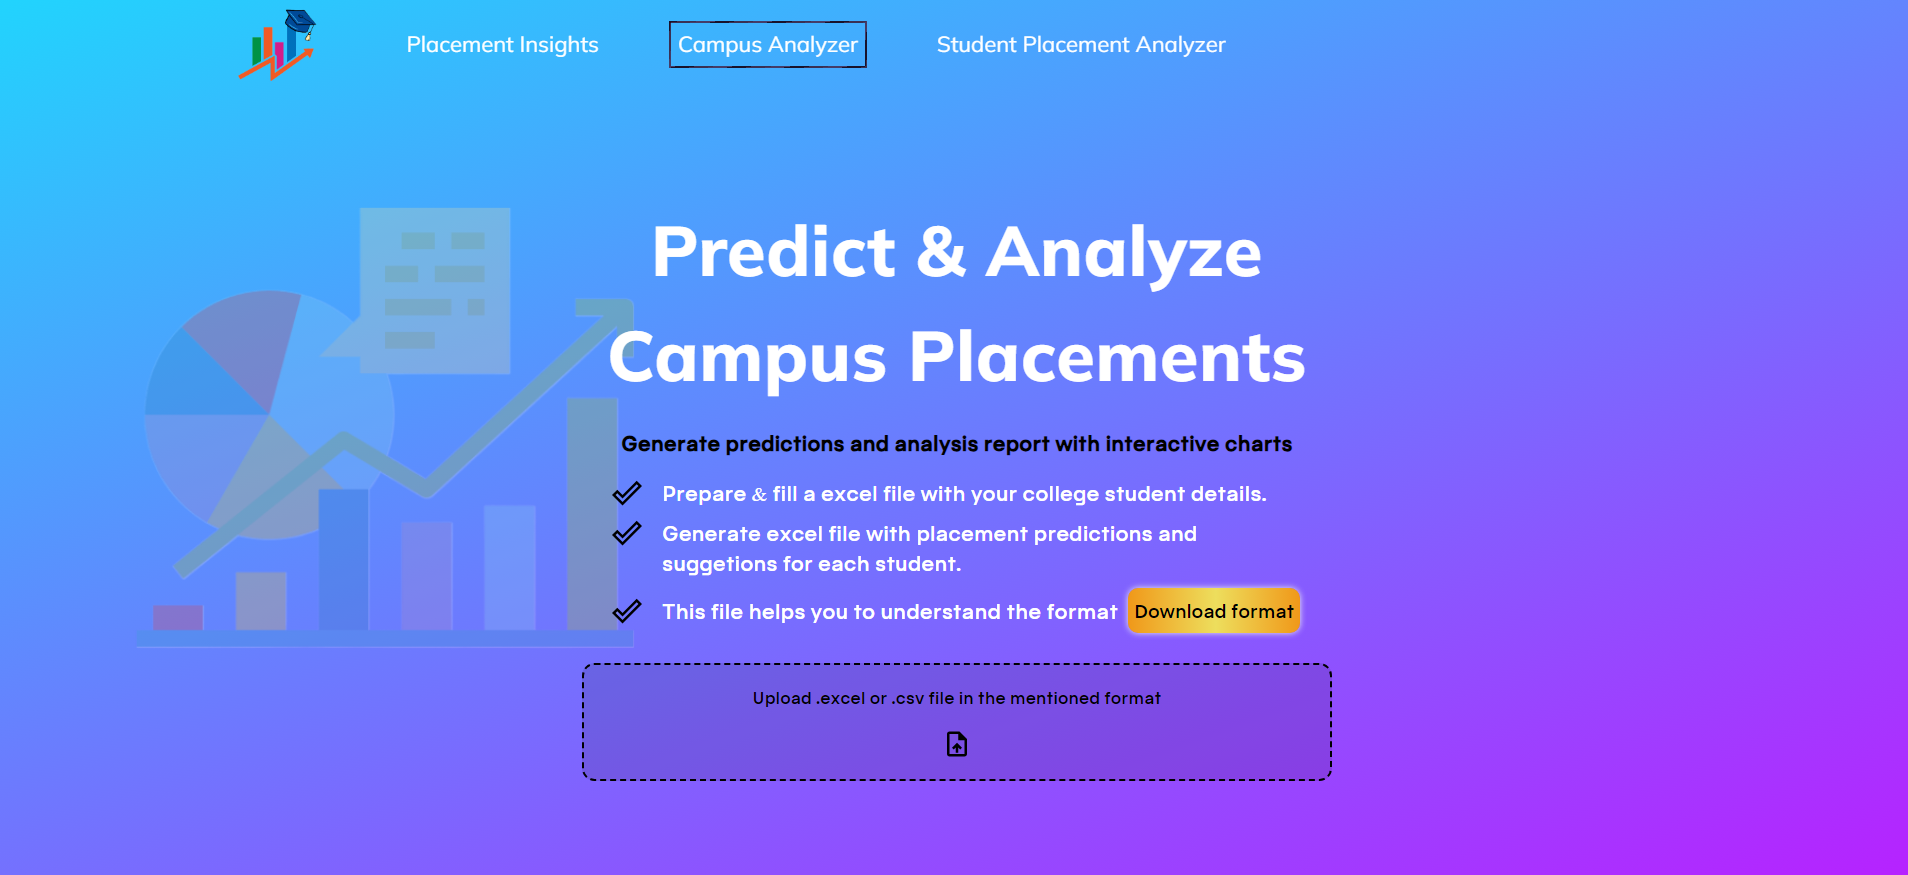 Placement Insights
Campus Analyzer
Student Placement Analyzer
Predict & Analyze
Campus Placements
Generate predictions and analysis report with interactive charts
Prepare & fill a excel file with your college student details.
Generate excel file with placement predictions and
suggetions for each student.
This file helps you to understand the format
Download format
Upload .excel or .csv file in the mentioned format